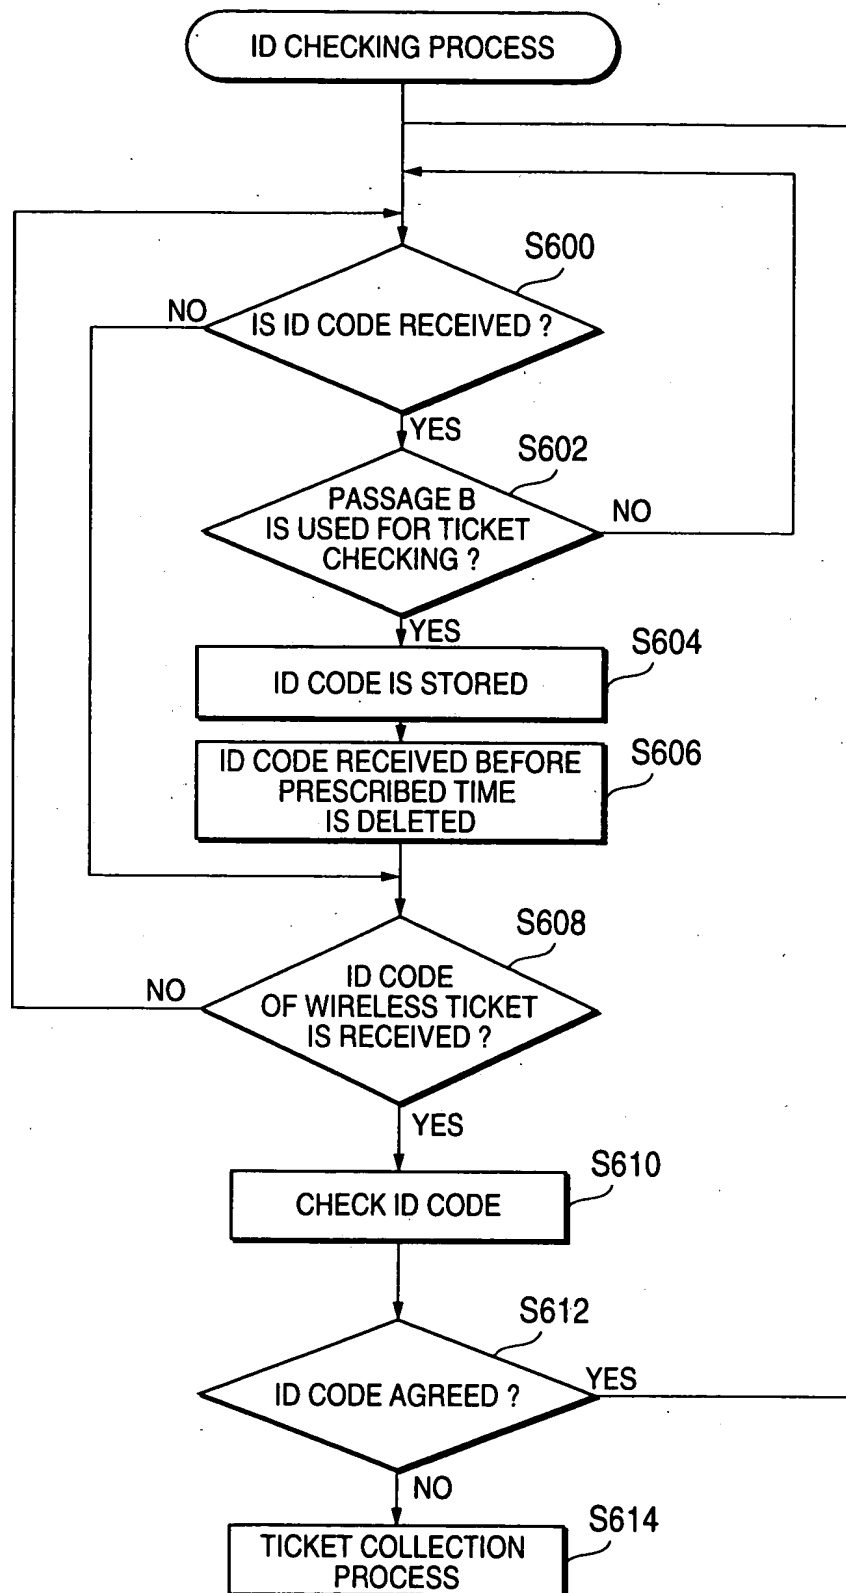 ID CHECKING PROCESS
S600
NO
IS ID CODE RECEIVED ?
YES
S602
PASSAGE B
IS USED FOR TICKET
CHECKING ?
NO
YES
S604
ID CODE IS STORED
S606
ID CODE RECEIVED BEFORE
PRESCRIBED TIME
IS DELETED
S608
NO
ID CODE
OF WIRELESS TICKET
IS RECEIVED ?
YES
S610
CHECK ID CODE
S612
ID CODE AGREED ?
YES
NO
S614
TICKET COLLECTION
PROCESS